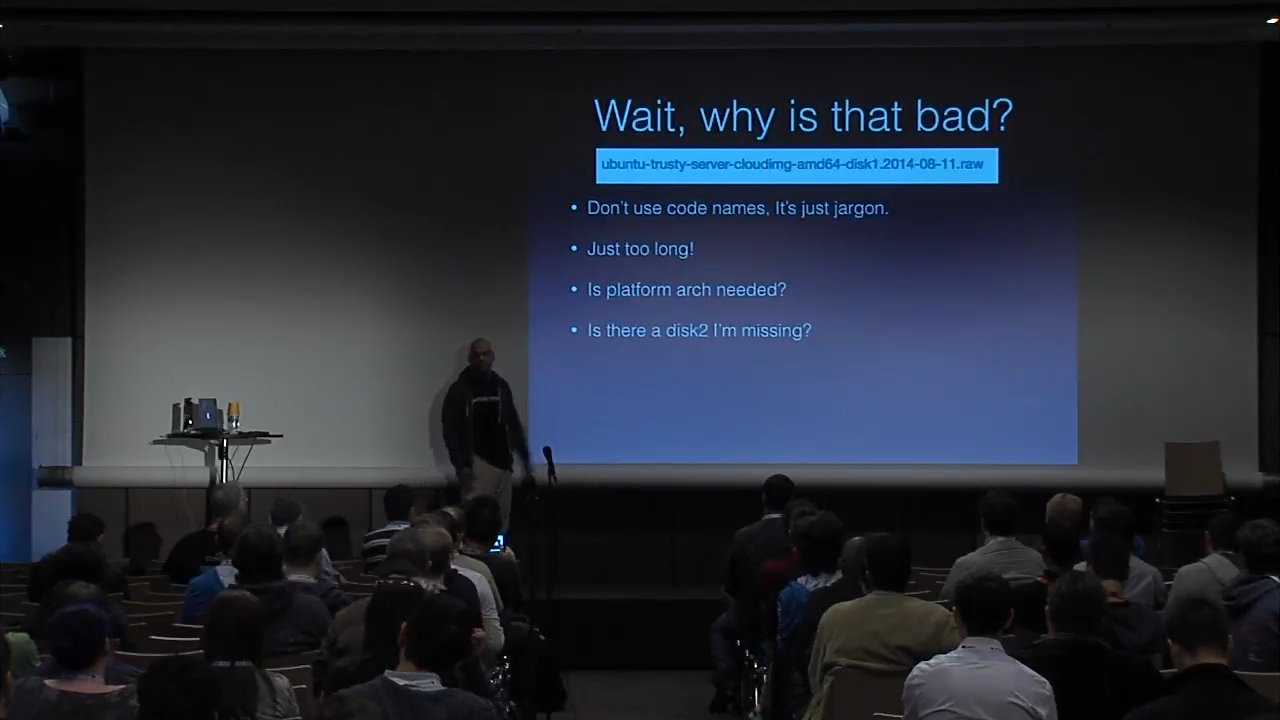 Wait, why is that bad?
ubuntu-trusty-server-cloudimg-amd64-disk1.2014-08-11.raw
• Don't use code names, It's just jargon.
• Just too long!
• Is platform arch needed?
• Is there a disk2 I'm missing?